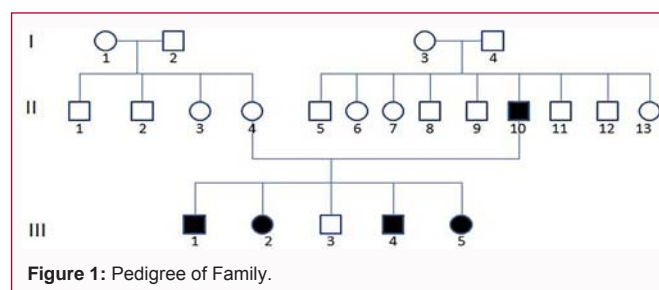 I
1 2 3 4
II
1 2 3 4 5 6 7 8 9 10 11 12 13
III
1 2 3 4 5
Figure 1: Pedigree of Family.